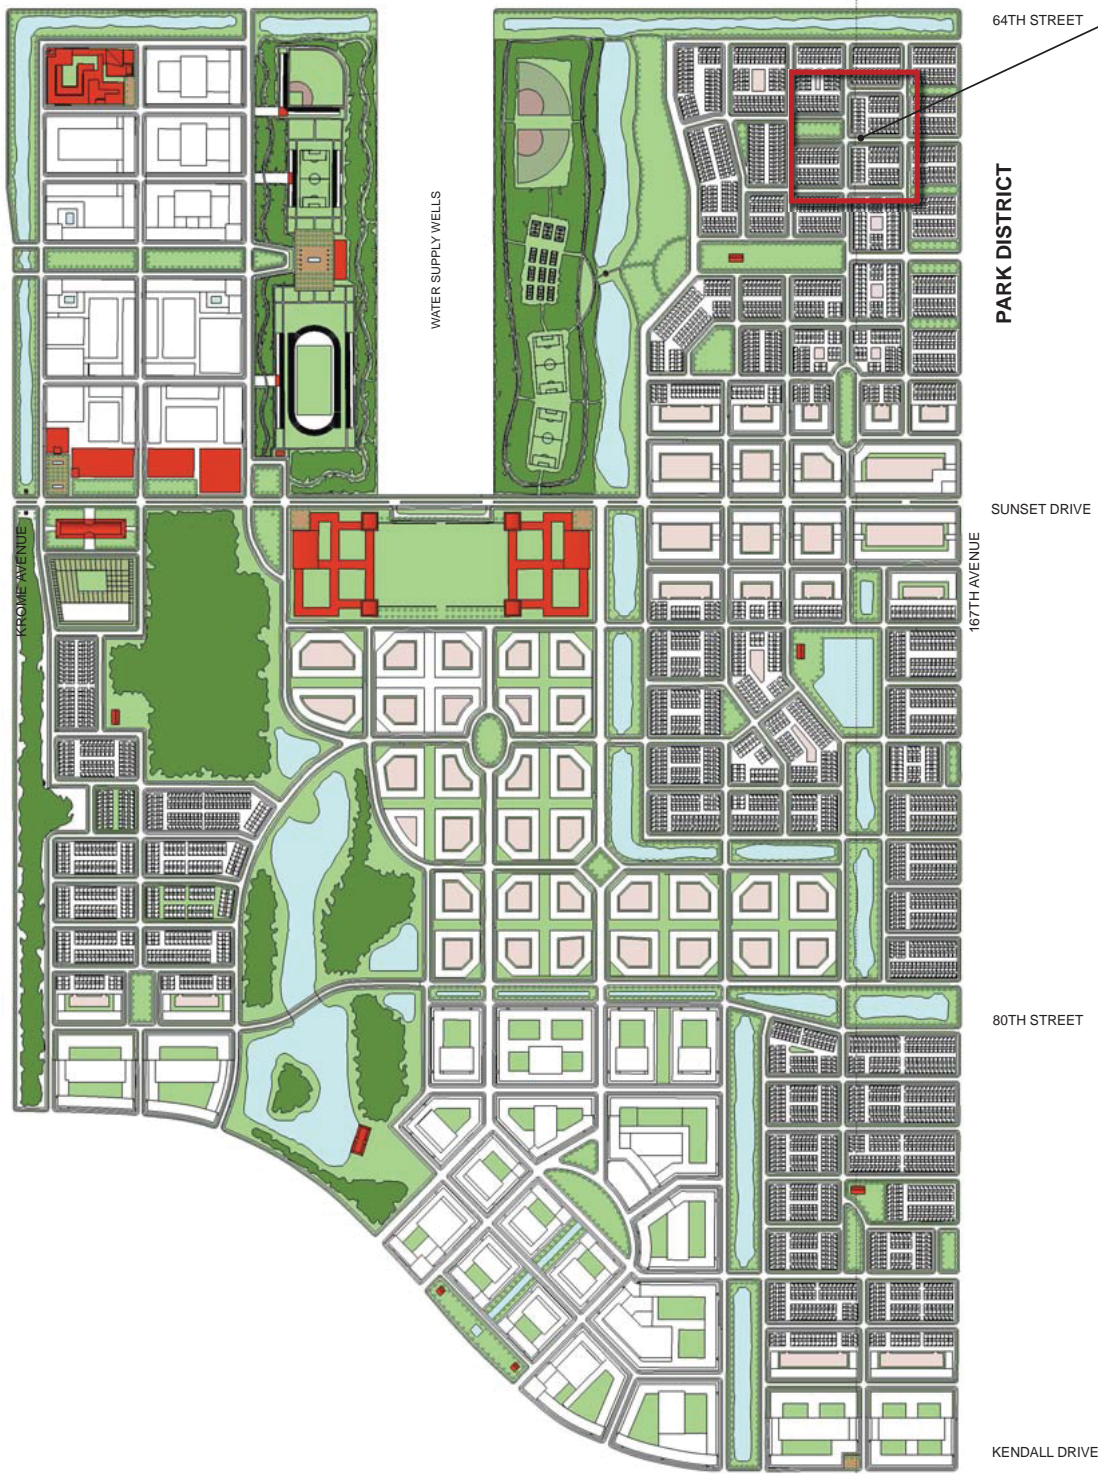 64TH STREET
WATER SUPPLY WELLS
PARK DISTRICT
SUNSET DRIVE
KROME AVENUE
167TH AVENUE
80TH STREET
KENDALL DRIVE